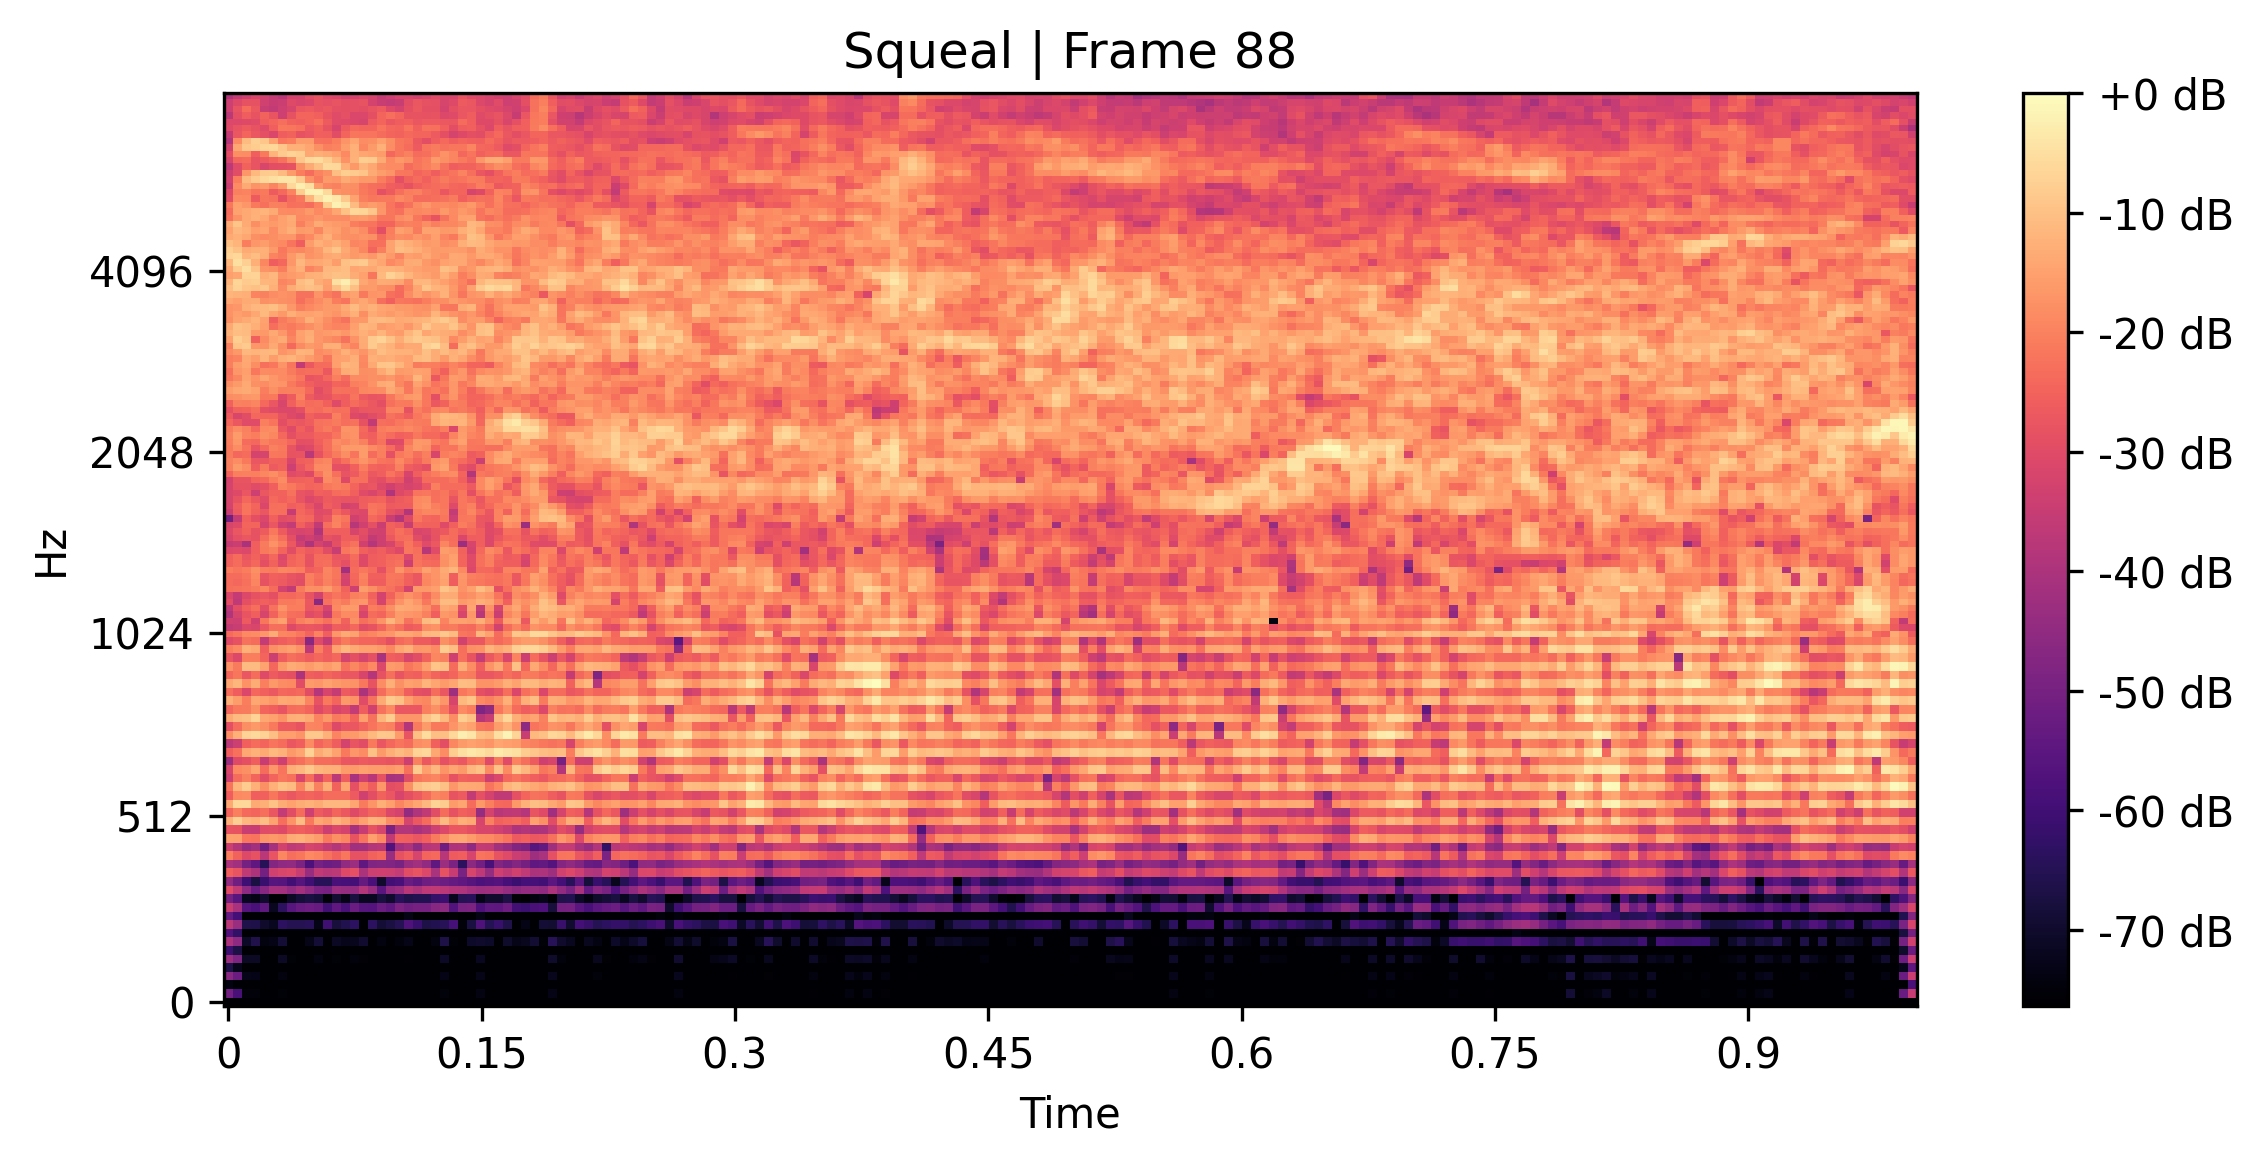 Squeal | Frame 88
+0 dB
-10 dB
-20 dB
-30 dB
-40 dB
-50 dB
-60 dB
-70 dB
Hz
4096
2048
1024
512
0
0 0.15 0.3 0.45 0.6 0.75 0.9
Time